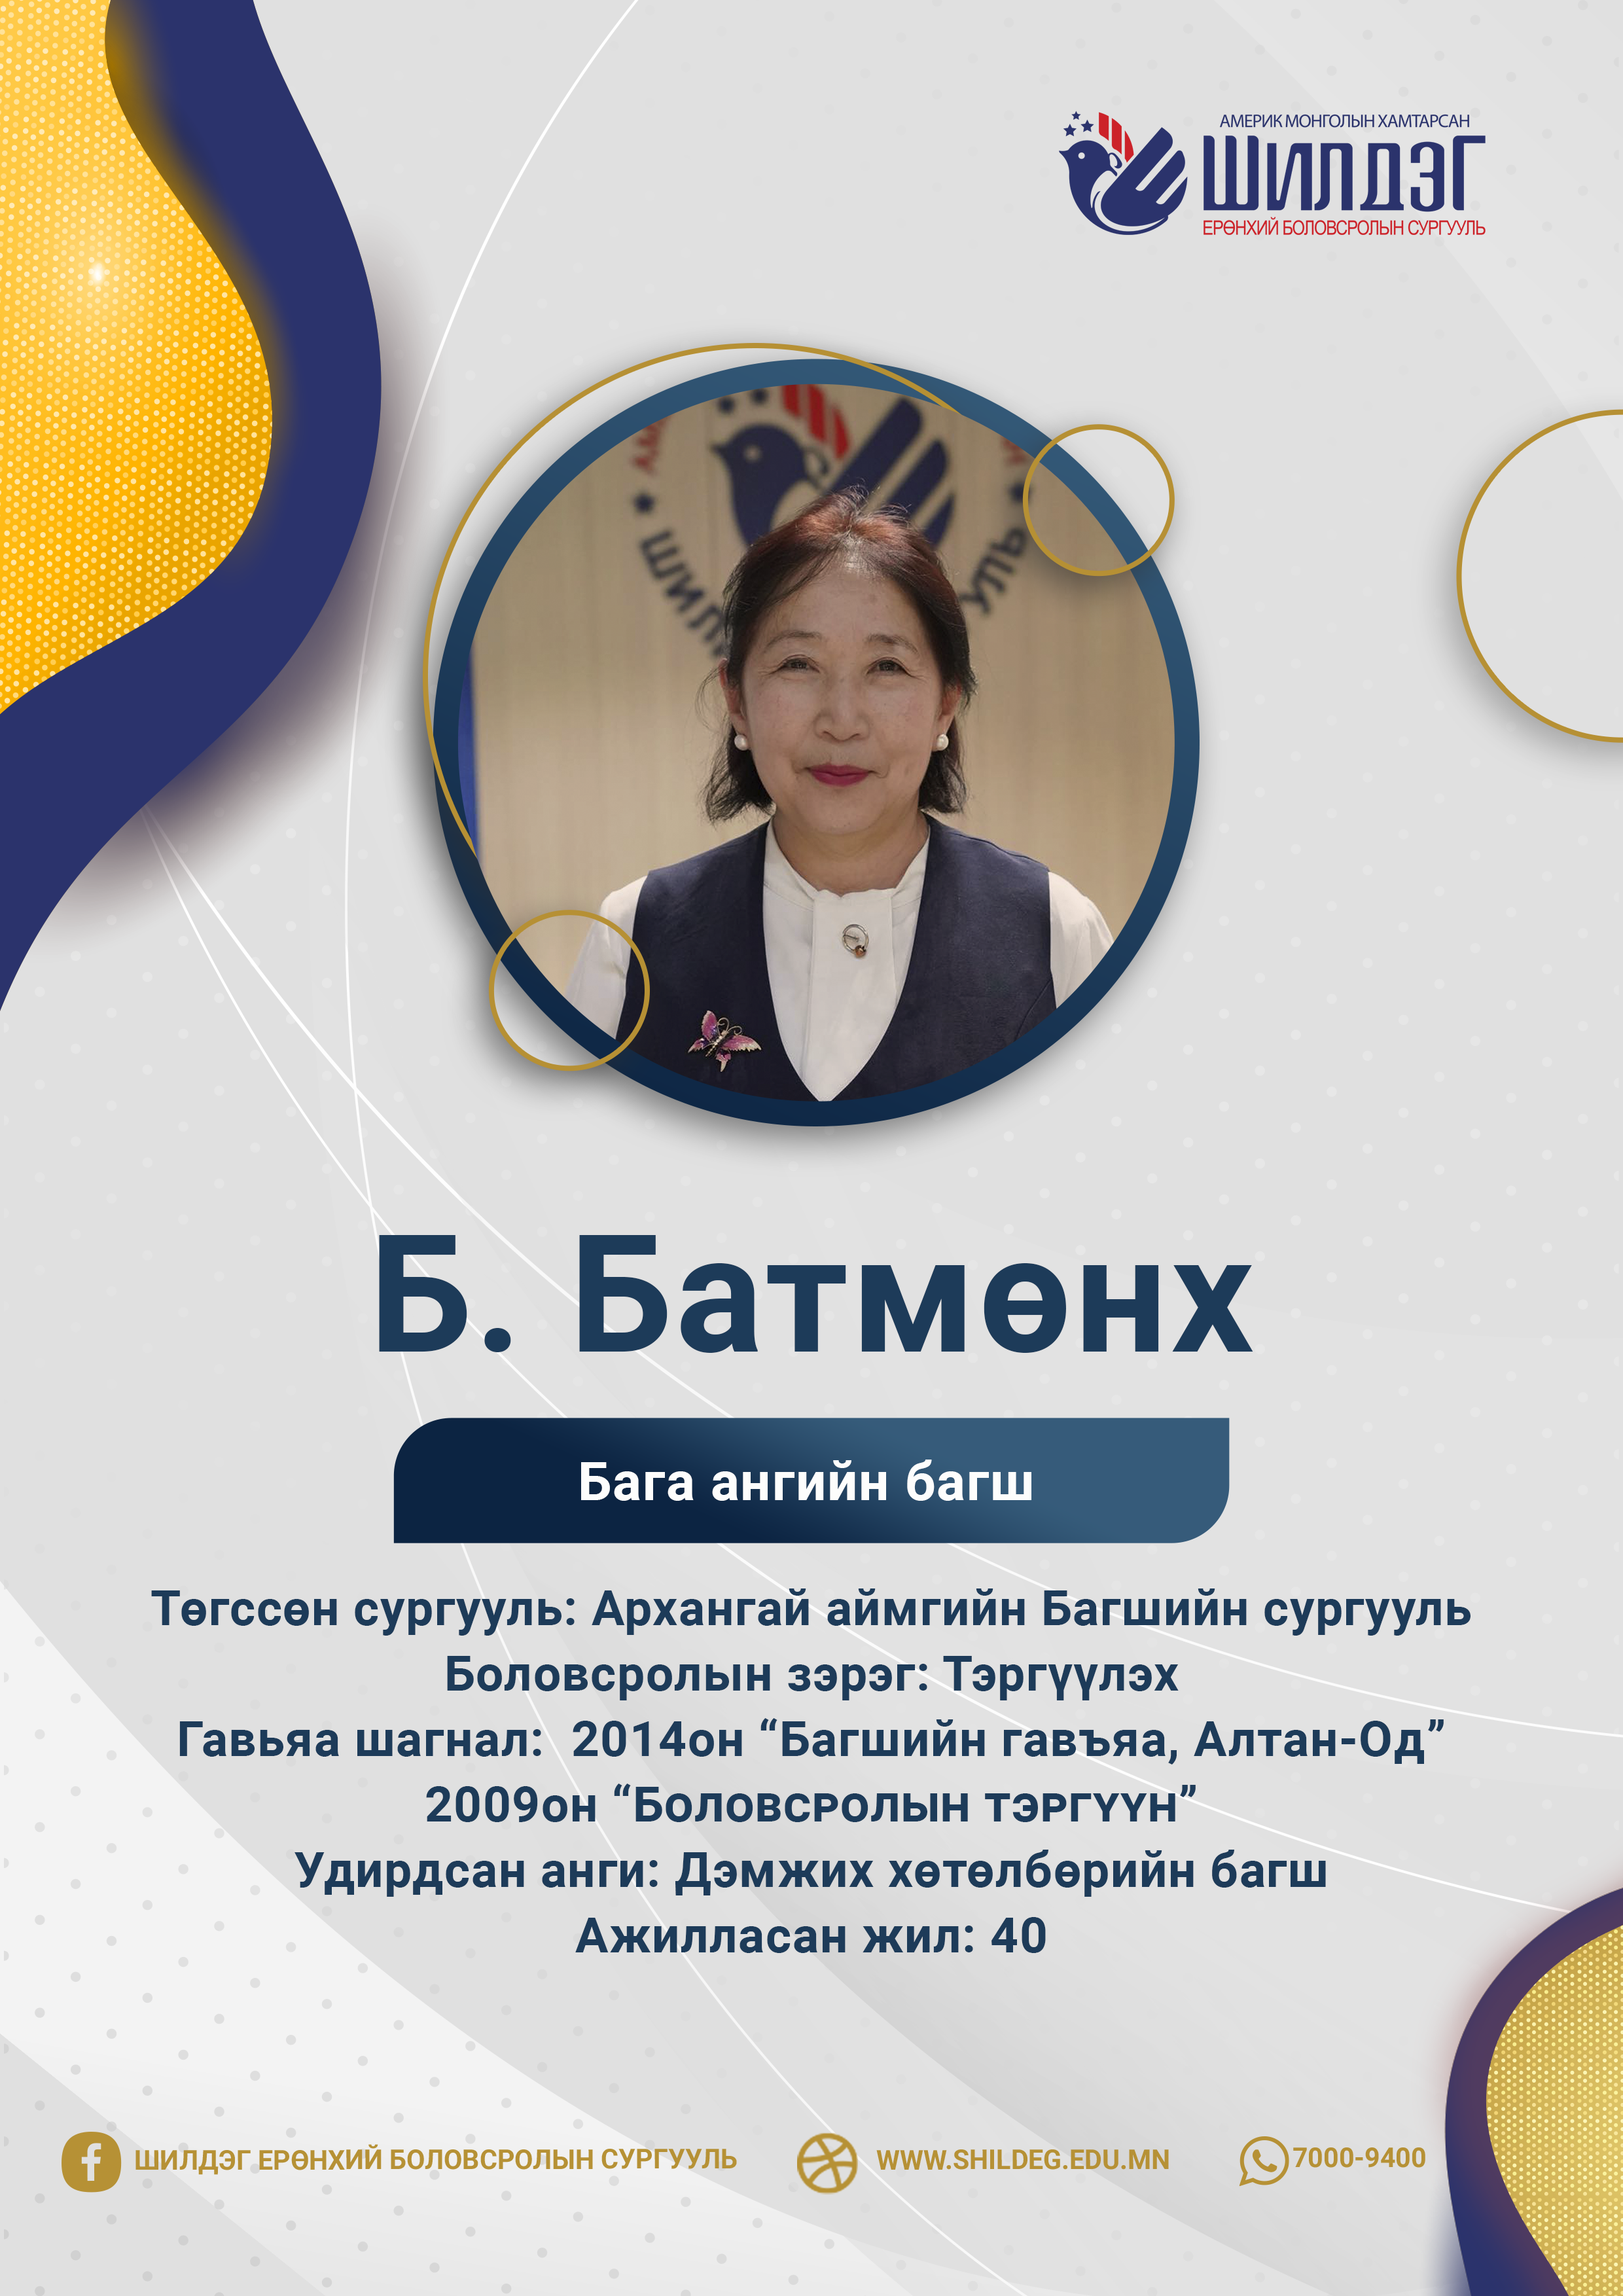 АМЕРИК МОНГОЛЫН ХАМТАРСАН
ШИЛДЭГ
ЕРӨНХИЙ БОЛОВСРОЛЫН СУРГУУЛЬ
Б. Батмөнх
Бага ангийн багш
Төгссөн сургууль: Архангай аймгийн Багшийн сургууль
Боловсролын зэрэг: Тэргүүлэх
Гавьяа шагнал: 2014он “Багшийн гавъяа, Алтан-Од”
2009он “БОЛОВСРОЛЫН ТЭРГҮҮН”
Удирдсан анги: Дэмжих хөтөлбөрийн багш
Ажилласан жил: 40
ШИЛДЭГ ЕРӨНХИЙ БОЛОВСРОЛЫН СУРГУУЛЬ
WWW.SHILDEG.EDU.MN
7000-9400